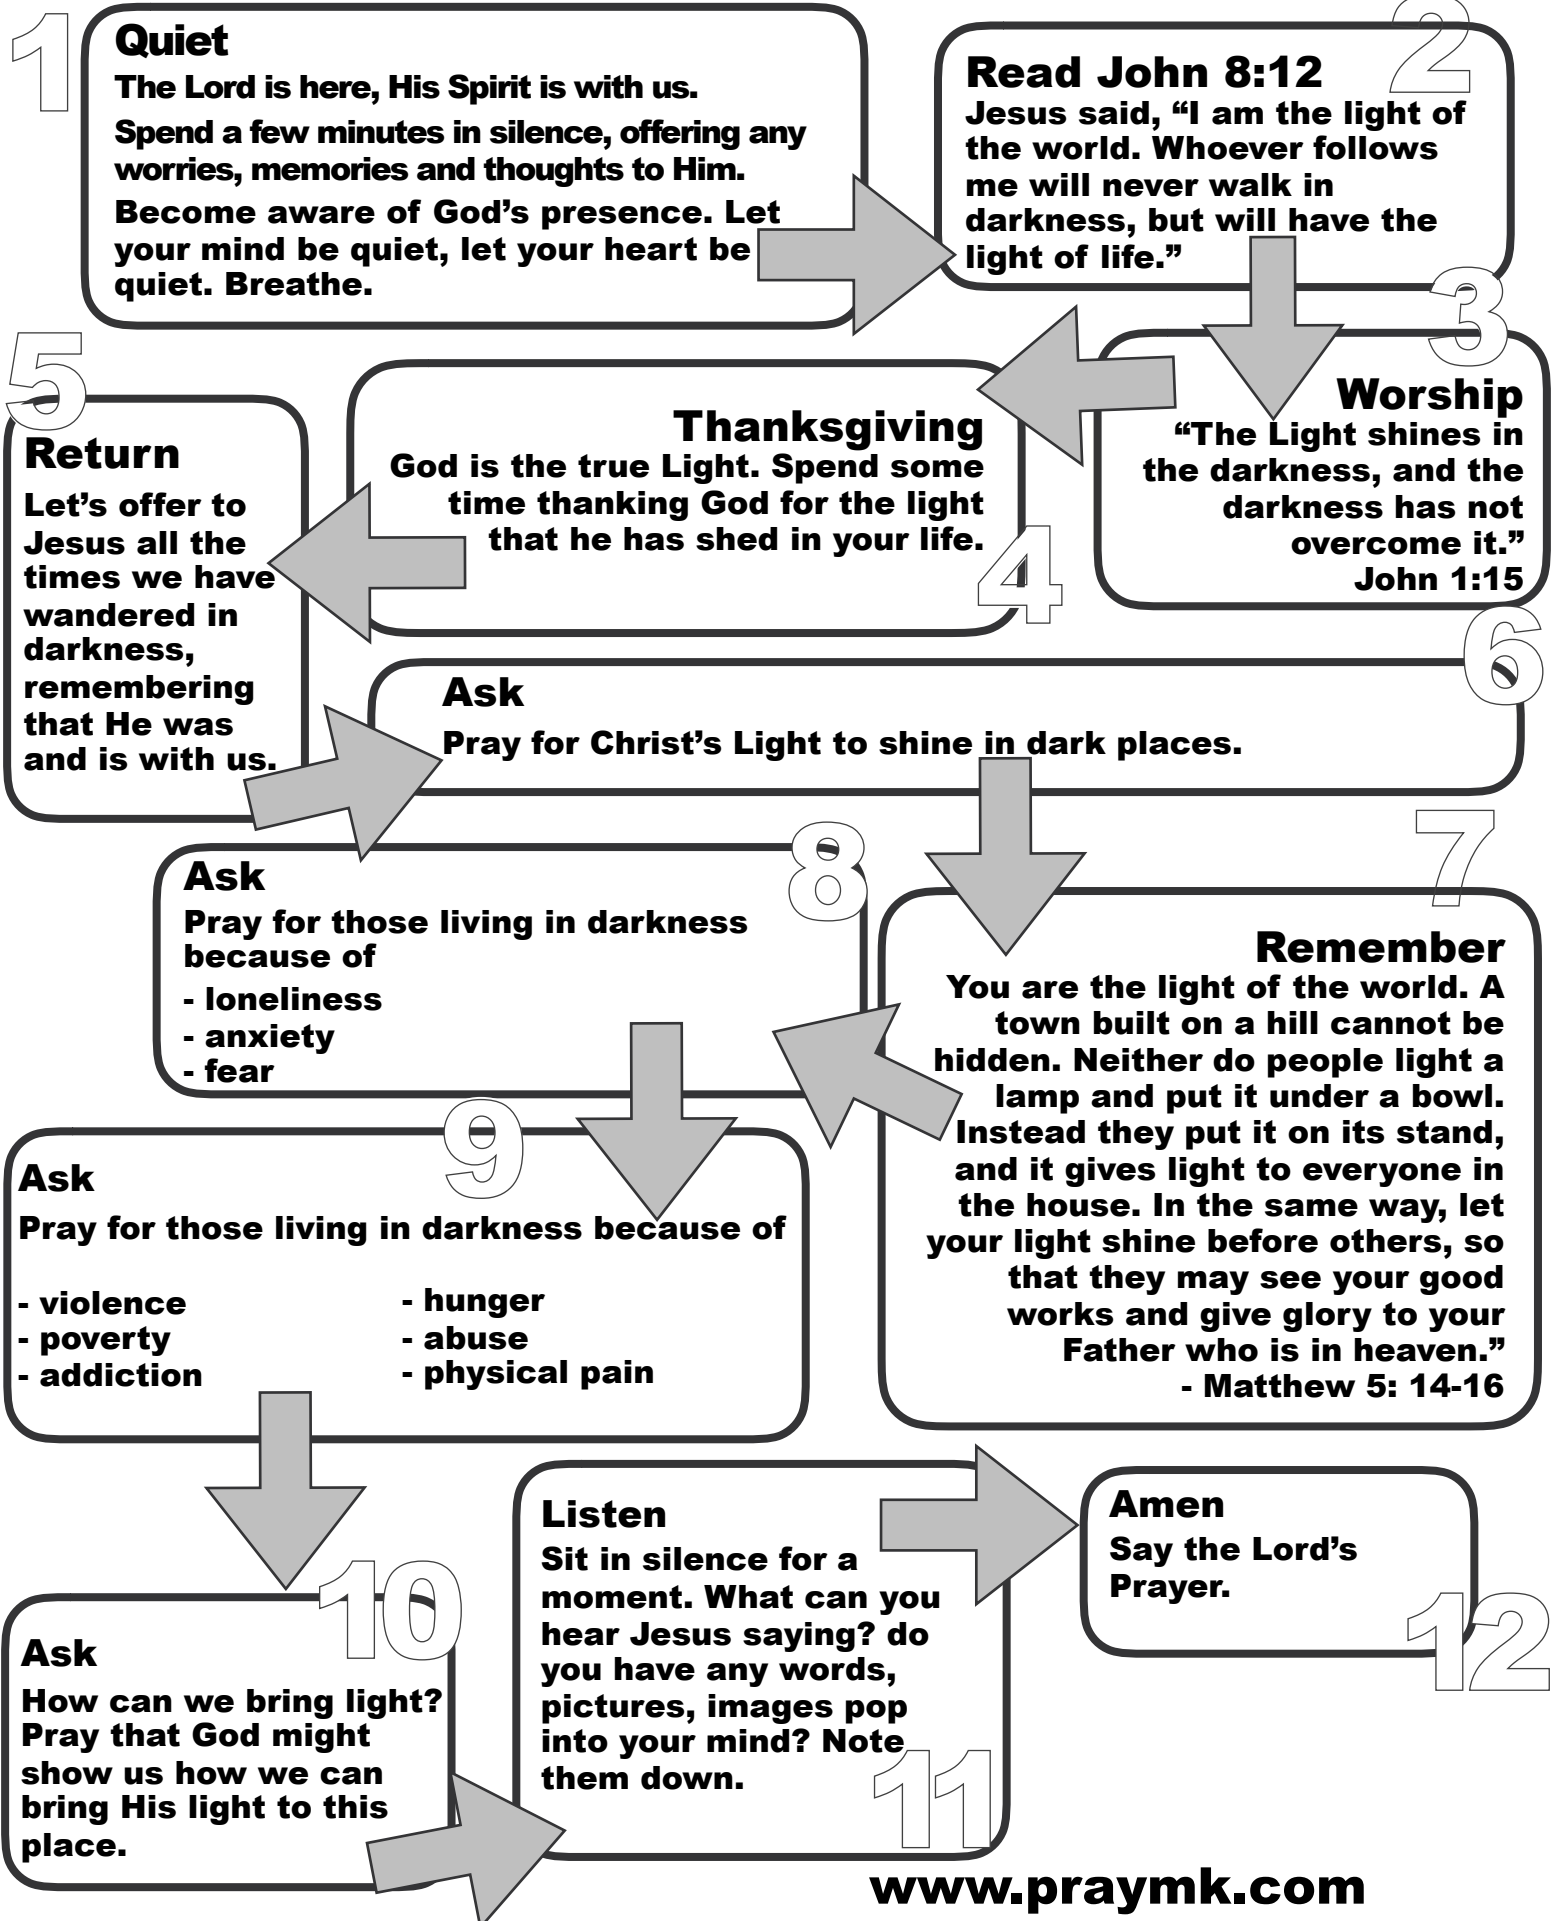 1
Quiet
The Lord is here, His Spirit is with us.
Spend a few minutes in silence, offering any
worries, memories and thoughts to Him.
Become aware of God’s presence. Let
your mind be quiet, let your heart be
quiet. Breathe.
2
Read John 8:12
Jesus said, “I am the light of
the world. Whoever follows
me will never walk in
darkness, but will have the
light of life.”
3
Worship
“The Light shines in
the darkness, and the
darkness has not
overcome it.”
John 1:15
4
Thanksgiving
God is the true Light. Spend some
time thanking God for the light
that he has shed in your life.
5
Return
Let’s offer to
Jesus all the
times we have
wandered in
darkness,
remembering
that He was
and is with us.
6
Ask
Pray for Christ’s Light to shine in dark places.
7
Remember
You are the light of the world. A
town built on a hill cannot be
hidden. Neither do people light a
lamp and put it under a bowl.
Instead they put it on its stand,
and it gives light to everyone in
the house. In the same way, let
your light shine before others, so
that they may see your good
works and give glory to your
Father who is in heaven.”
- Matthew 5: 14-16
8
Ask
Pray for those living in darkness
because of
- loneliness
- anxiety
- fear
9
Ask
Pray for those living in darkness because of
- violence
- poverty
- addiction
- hunger
- abuse
- physical pain
10
Ask
How can we bring light?
Pray that God might
show us how we can
bring His light to this
place.
11
Listen
Sit in silence for a
moment. What can you
hear Jesus saying? do
you have any words,
pictures, images pop
into your mind? Note
them down.
12
Amen
Say the Lord’s
Prayer.
www.praymk.com